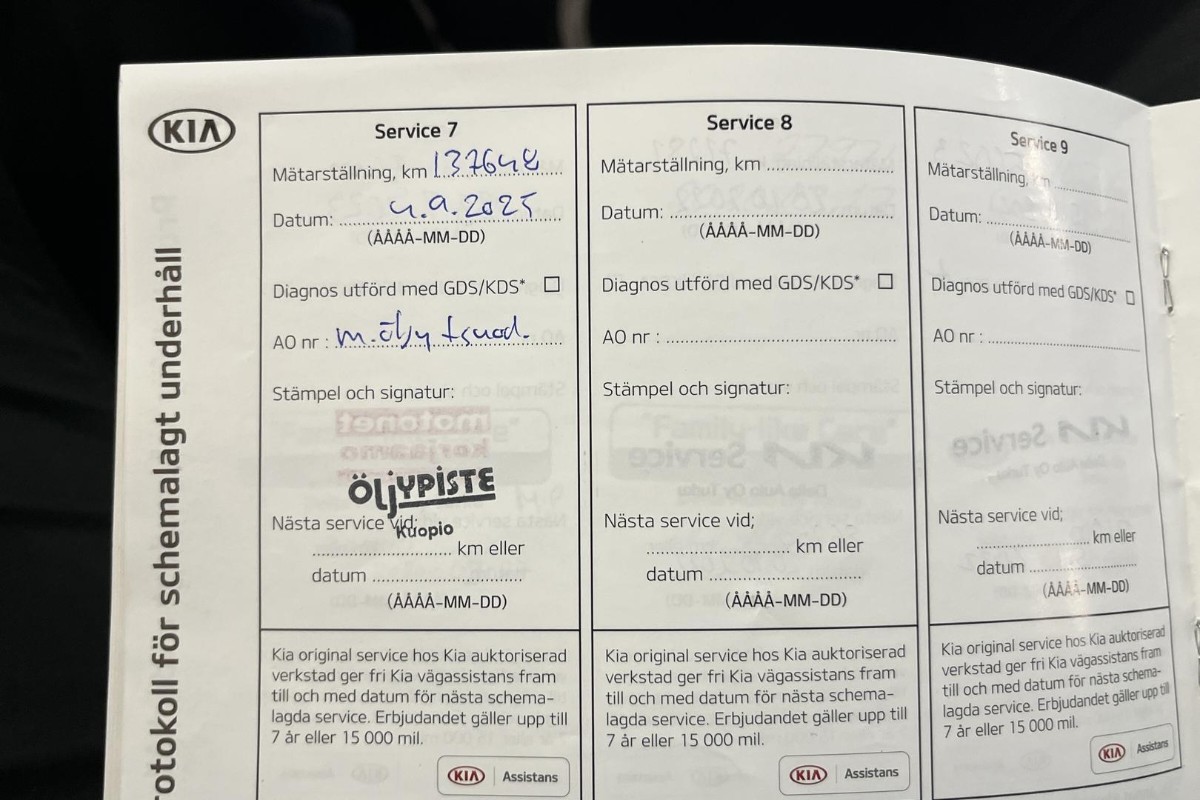 KIA
Protokoll för schemalagt underhåll
Service 7
Mätarställning, km 137648
Datum: 4.9.2025
(ÅÅÅÅ-MM-DD)
Diagnos utförd med GDS/KDS*
AO nr : m.öljy + suod.
Stämpel och signatur:
ÖLJYPISTE
Kuopio
Nästa service vid;
km eller
datum
(ÅÅÅÅ-MM-DD)
Kia original service hos Kia auktoriserad
verkstad ger fri Kia vägassistans fram
till och med datum för nästa schema-
lagda service. Erbjudandet gäller upp till
7 år eller 15 000 mil.
KIA Assistans
Service 8
Mätarställning, km
Datum:
(ÅÅÅÅ-MM-DD)
Diagnos utförd med GDS/KDS*
AO nr :
Stämpel och signatur:
Nästa service vid;
km eller
datum
(ÅÅÅÅ-MM-DD)
Kia original service hos Kia auktoriserad
verkstad ger fri Kia vägassistans fram
till och med datum för nästa schema-
lagda service. Erbjudandet gäller upp till
7 år eller 15 000 mil.
KIA Assistans
Service 9
Mätarställning, km
Datum:
(ÅÅÅÅ-MM-DD)
Diagnos utförd med GDS/KDS*
AO nr :
Stämpel och signatur:
Nästa service vid;
km eller
datum
(ÅÅÅÅ-MM-DD)
Kia original service hos Kia auktoriserad
verkstad ger fri Kia vägassistans fram
till och med datum för nästa schema-
lagda service. Erbjudandet gäller upp till
7 år eller 15 000 mil.
KIA Assistans